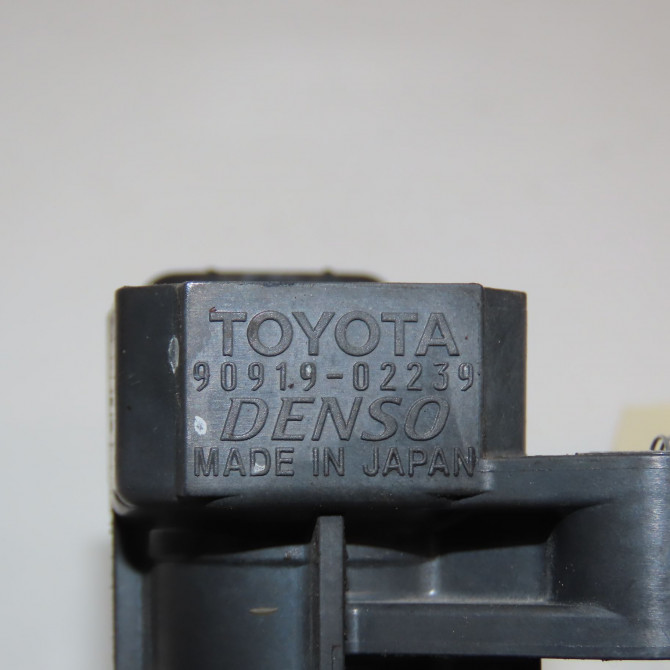 TOYOTA
90919-02239
DENSO
MADE IN JAPAN